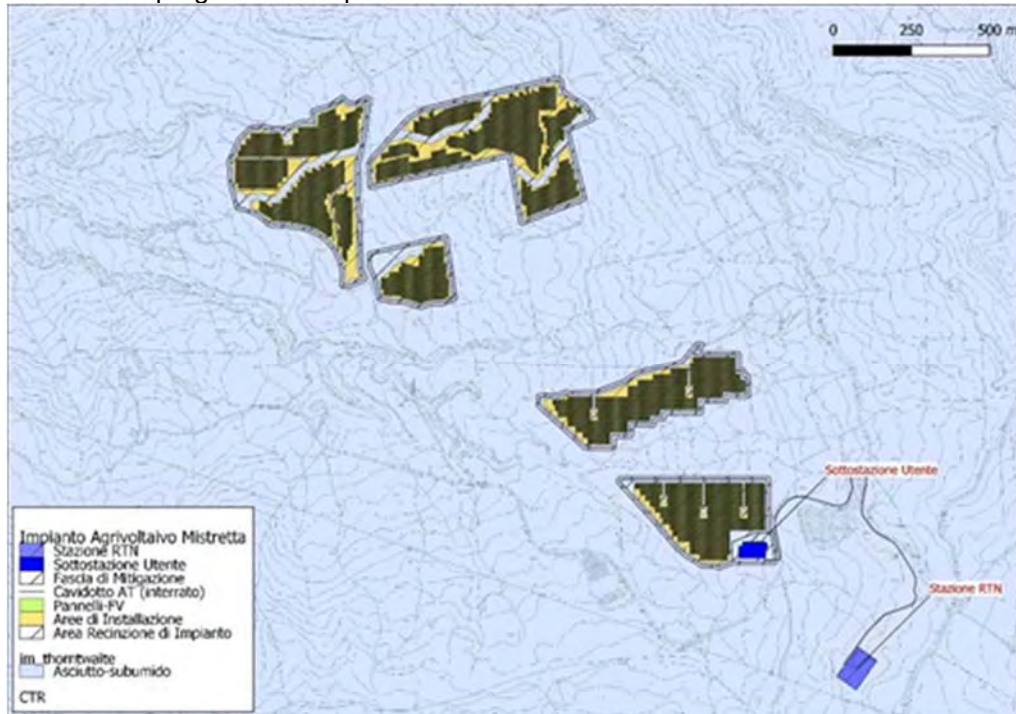 0 250 500 m
Sottostazione Utente
Stazione RTN
Impianto Agrivoltaivo Mistretta
Stazione RTN
Sottostazione Utente
Fascia di Mitigazione
Cavidotto AT (interrato)
Pannelli-FV
Aree di Installazione
Area Recinzione di Impianto
im_thorntwaite
Asciutto-subumido
CTR